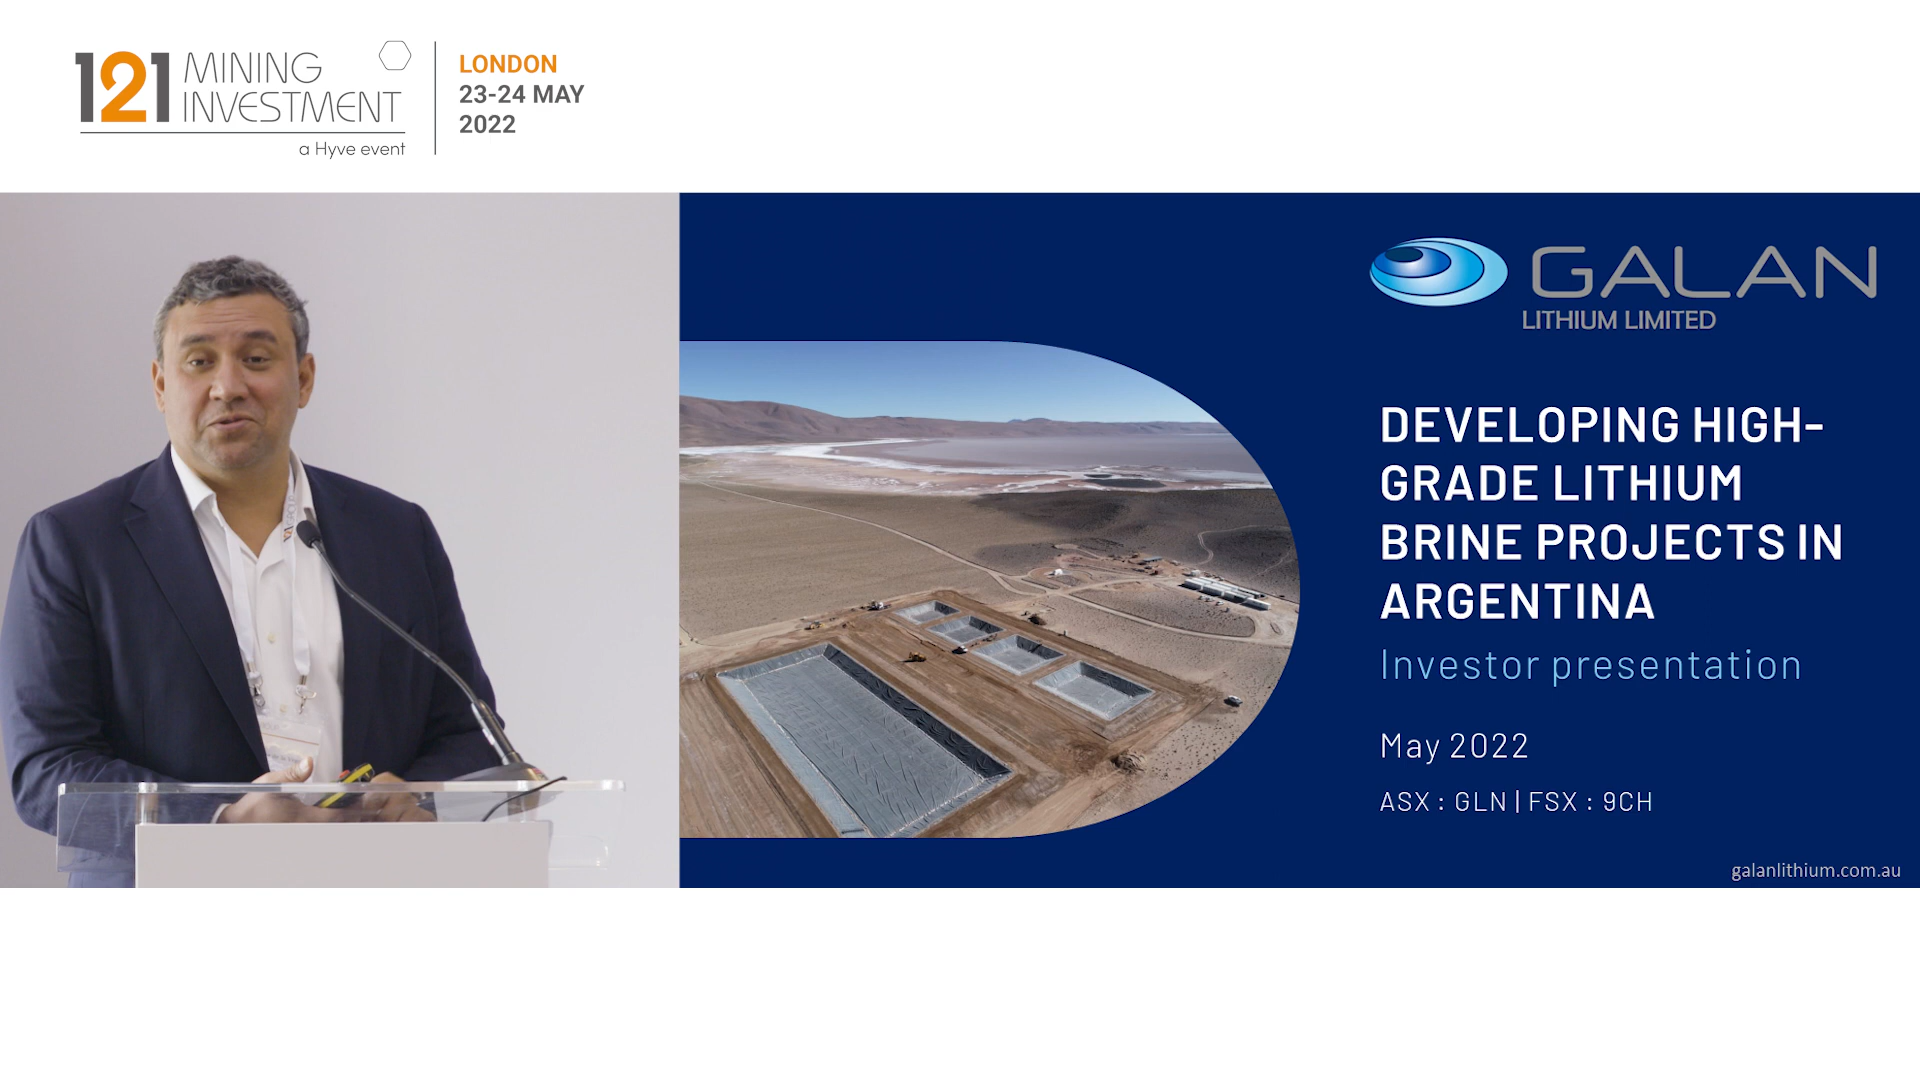 121 MINING
INVESTMENT
a Hyve event
LONDON
23-24 MAY
2022
GALAN
LITHIUM LIMITED
DEVELOPING HIGH-
GRADE LITHIUM
BRINE PROJECTS IN
ARGENTINA
Investor presentation
May 2022
ASX : GLN | FSX : 9CH
galanlithium.com.au